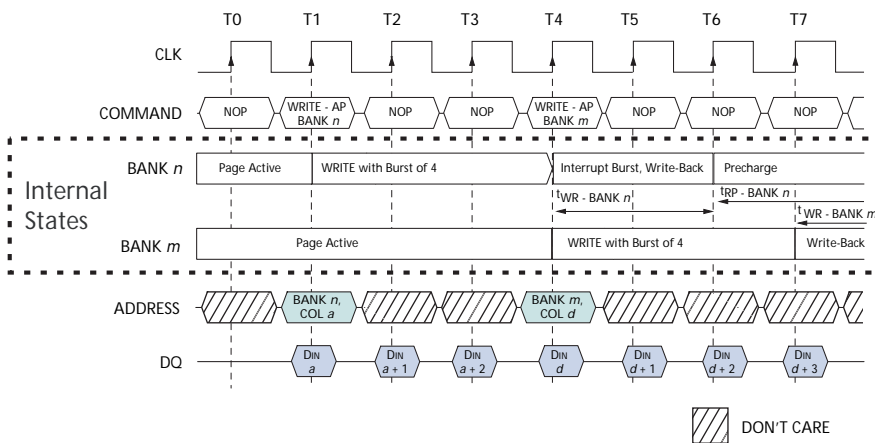 T0 T1 T2 T3 T4 T5 T6 T7
CLK
COMMAND NOP WRITE - AP BANK n NOP NOP WRITE - AP BANK m NOP NOP NOP
Internal States
BANK n Page Active WRITE with Burst of 4 Interrupt Burst, Write-Back Precharge
tWR - BANK n tRP - BANK n
tWR - BANK m
BANK m Page Active WRITE with Burst of 4 Write-Back
ADDRESS BANK n, COL a BANK m, COL d
DQ DIN a DIN a + 1 DIN a + 2 DIN d DIN d + 1 DIN d + 2 DIN d + 3
DON'T CARE